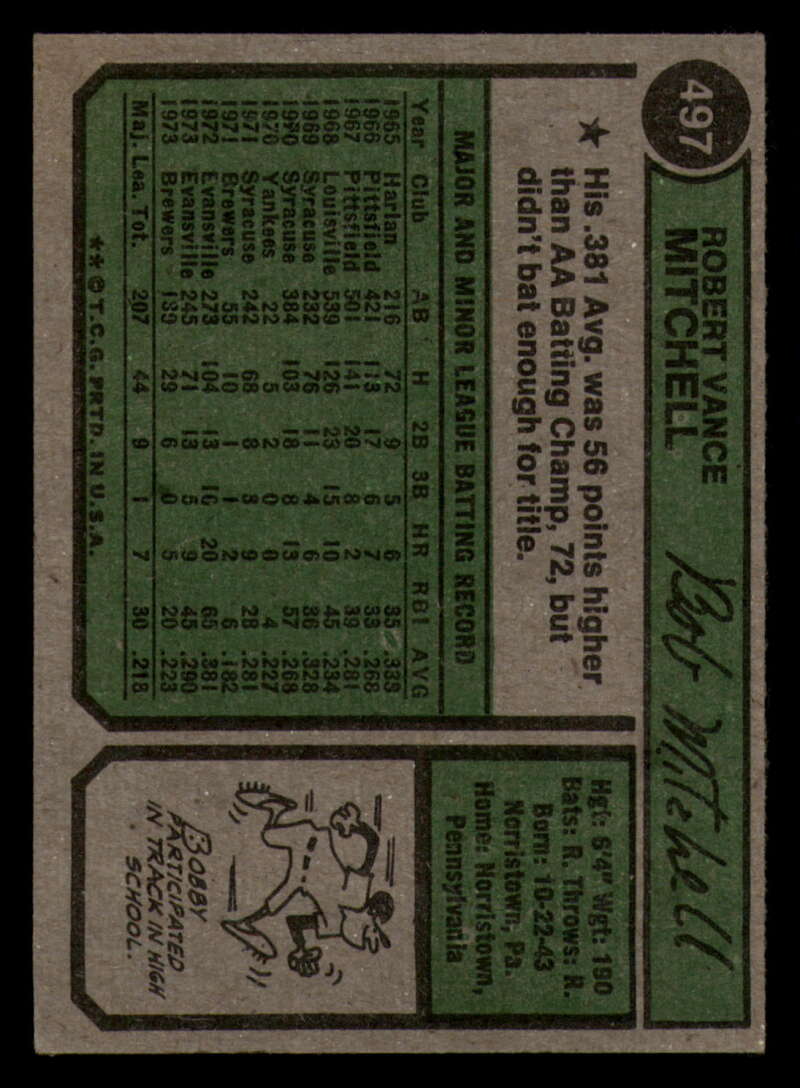 497
ROBERT VANCE
MITCHELL
Bob Mitchell
★ His .381 Avg. was 56 points higher
than AA Batting Champ, 72, but
didn't bat enough for title.
MAJOR AND MINOR LEAGUE BATTING RECORD
Year Club AB H 2B 3B HR RBI AVG
1965 Harlan 216 72 9 5 6 35 .333
1966 Pittsfield 421 113 17 6 7 33 .268
1967 Pittsfield 501 141 20 8 2 39 .281
1968 Louisville 539 126 23 15 10 45 .234
1969 Syracuse 232 76 11 4 6 36 .328
1970 Syracuse 384 103 18 8 13 57 .268
1970 Yankees 22 5 2 0 0 4 .227
1971 Syracuse 242 68 8 3 9 28 .281
1971 Brewers 55 10 1 1 2 6 .182
1972 Evansville 273 104 13 16 20 65 .381
1973 Evansville 245 71 13 5 9 45 .290
1973 Brewers 139 29 6 0 5 20 .223
Maj. Lea. Tot. 207 44 9 1 7 30 .218
**©T.C.G. PRTD. IN U.S.A.
Hgt: 6'4" Wgt: 190
Bats: R. Throws: R.
Born: 10-22-43
Norristown, Pa.
Home: Norristown,
Pennsylvania
BOBBY
PARTICIPATED
IN TRACK IN HIGH
SCHOOL.